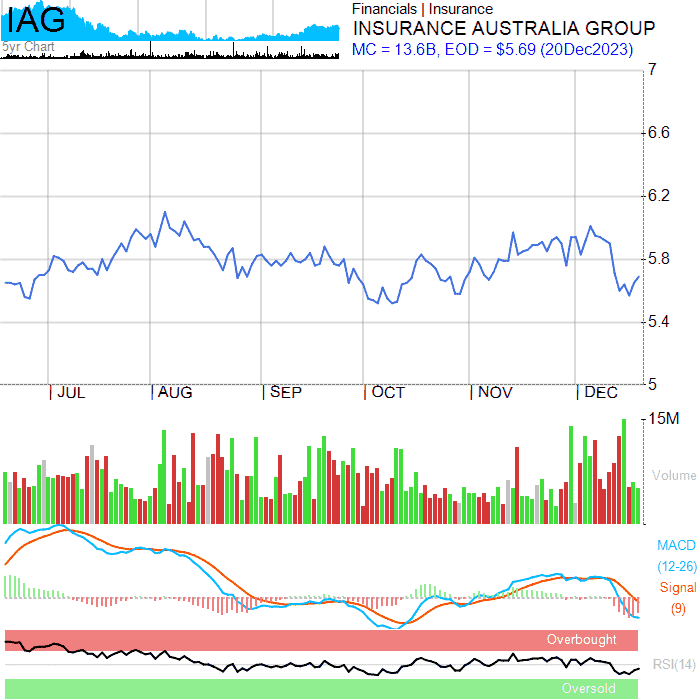 IAG
5yr Chart
Financials | Insurance
INSURANCE AUSTRALIA GROUP
MC = 13.6B, EOD = $5.69 (20Dec2023)
7
6.6
6.2
5.8
5.4
5
JUL AUG SEP OCT NOV DEC
15M
Volume
MACD
(12-26)
Signal
(9)
Overbought
RSI(14)
Oversold